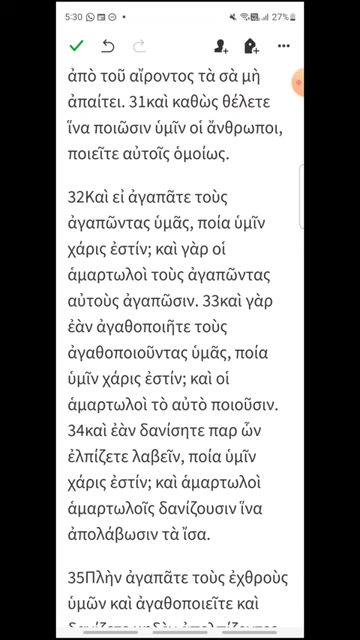 5:30
27%
ἀπὸ τοῦ αἴροντος τὰ σὰ μὴ
ἀπαίτει. 31καὶ καθὼς θέλετε
ἵνα ποιῶσιν ὑμῖν οἱ ἄνθρωποι,
ποιεῖτε αὐτοῖς ὁμοίως.
32Καὶ εἰ ἀγαπᾶτε τοὺς
ἀγαπῶντας ὑμᾶς, ποία ὑμῖν
χάρις ἐστίν; καὶ γὰρ οἱ
ἁμαρτωλοὶ τοὺς ἀγαπῶντας
αὐτοὺς ἀγαπῶσιν. 33καὶ γὰρ
ἐὰν ἀγαθοποιῆτε τοὺς
ἀγαθοποιοῦντας ὑμᾶς, ποία
ὑμῖν χάρις ἐστίν; καὶ οἱ
ἁμαρτωλοὶ τὸ αὐτὸ ποιοῦσιν.
34καὶ ἐὰν δανίσητε παρ ὧν
ἐλπίζετε λαβεῖν, ποία ὑμῖν
χάρις ἐστίν; καὶ ἁμαρτωλοὶ
ἁμαρτωλοῖς δανίζουσιν ἵνα
ἀπολάβωσιν τὰ ἴσα.
35Πλὴν ἀγαπᾶτε τοὺς ἐχθροὺς
ὑμῶν καὶ ἀγαθοποιεῖτε καὶ